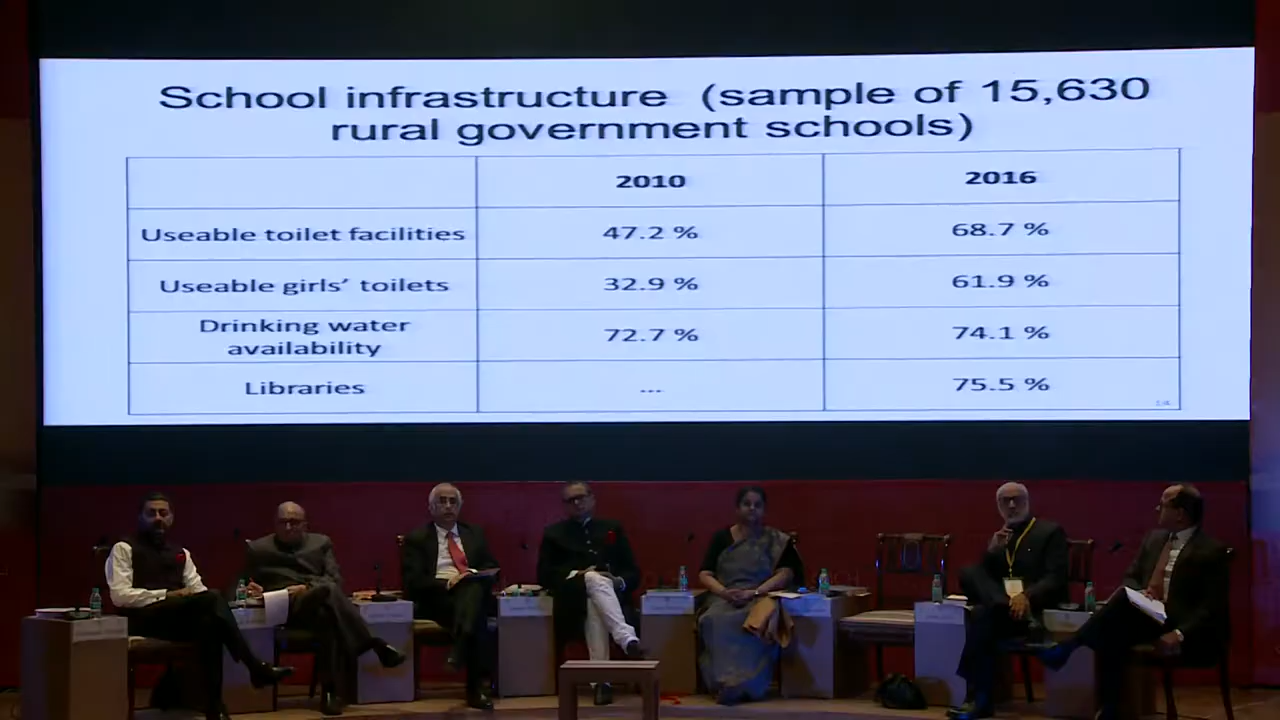 School infrastructure (sample of 15,630
rural government schools)
2010 2016
Useable toilet facilities 47.2 % 68.7 %
Useable girls’ toilets 32.9 % 61.9 %
Drinking water
availability 72.7 % 74.1 %
Libraries ... 75.5 %